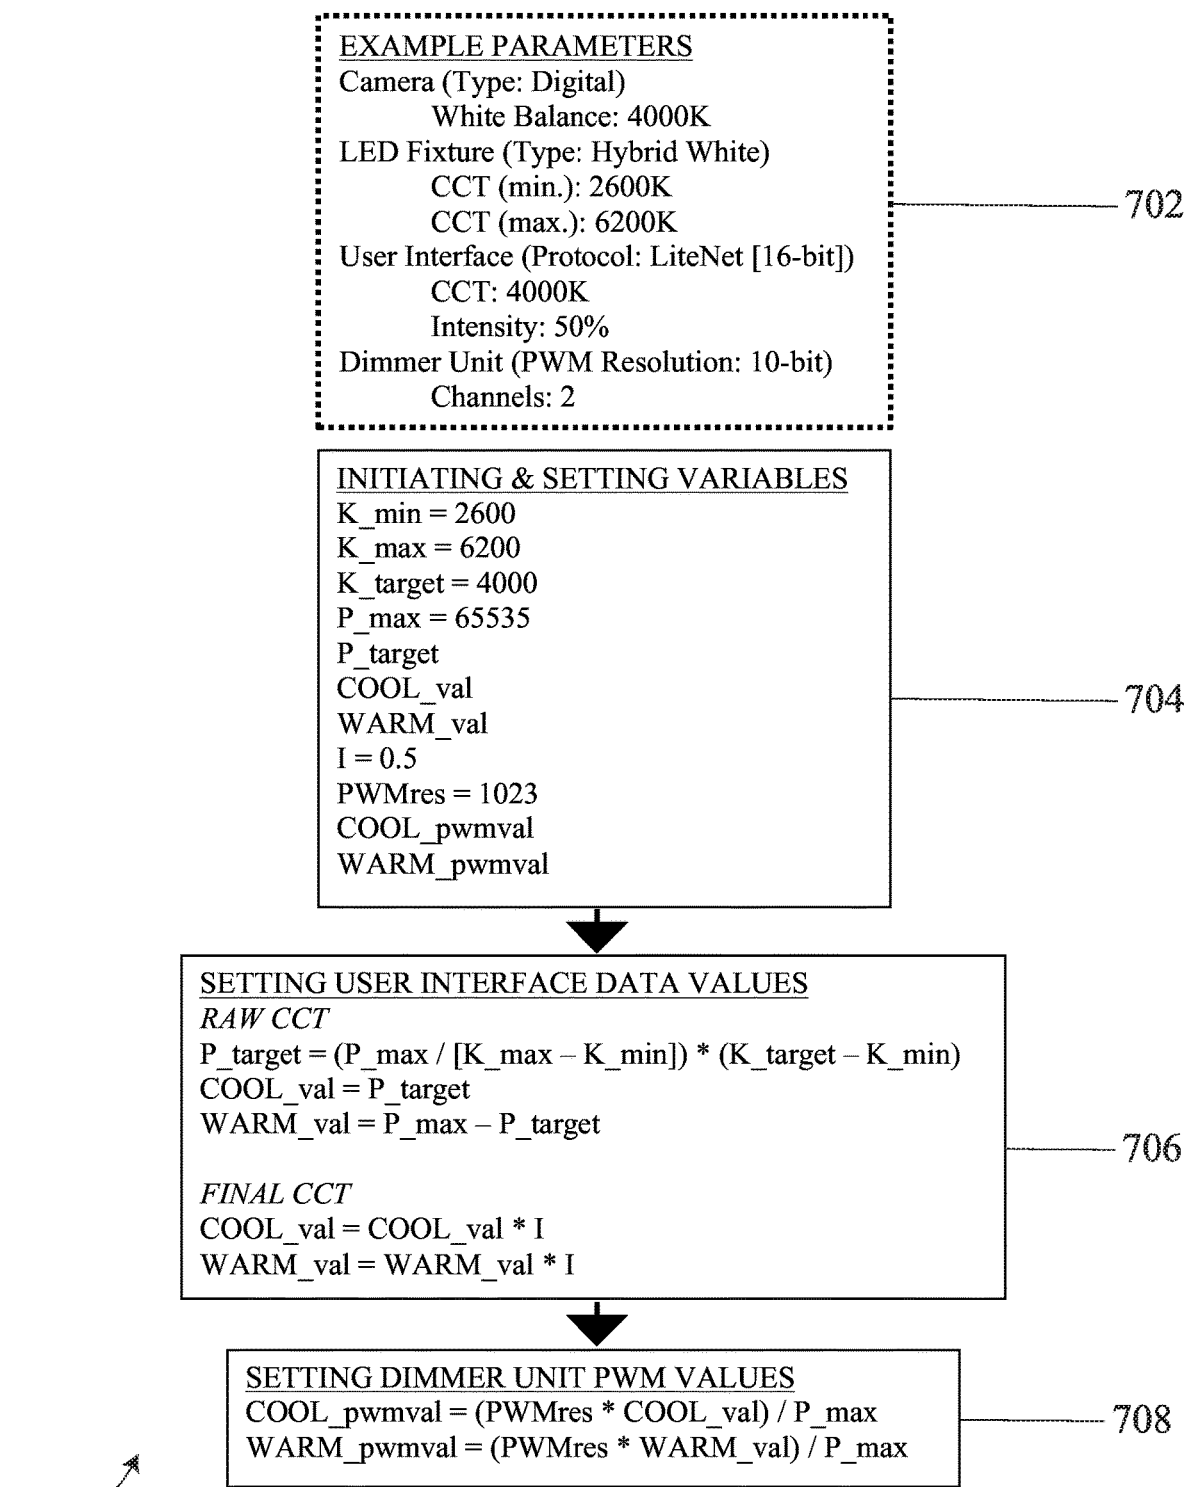 EXAMPLE PARAMETERS
Camera (Type: Digital)
White Balance: 4000K
LED Fixture (Type: Hybrid White)
CCT (min.): 2600K
CCT (max.): 6200K
User Interface (Protocol: LiteNet [16-bit])
CCT: 4000K
Intensity: 50%
Dimmer Unit (PWM Resolution: 10-bit)
Channels: 2
702
INITIATING & SETTING VARIABLES
K_min = 2600
K_max = 6200
K_target = 4000
P_max = 65535
P_target
COOL_val
WARM_val
I = 0.5
PWMres = 1023
COOL_pwmval
WARM_pwmval
704
SETTING USER INTERFACE DATA VALUES
RAW CCT
P_target = (P_max / [K_max – K_min]) * (K_target – K_min)
COOL_val = P_target
WARM_val = P_max – P_target
FINAL CCT
COOL_val = COOL_val * I
WARM_val = WARM_val * I
706
SETTING DIMMER UNIT PWM VALUES
COOL_pwmval = (PWMres * COOL_val) / P_max
WARM_pwmval = (PWMres * WARM_val) / P_max
708